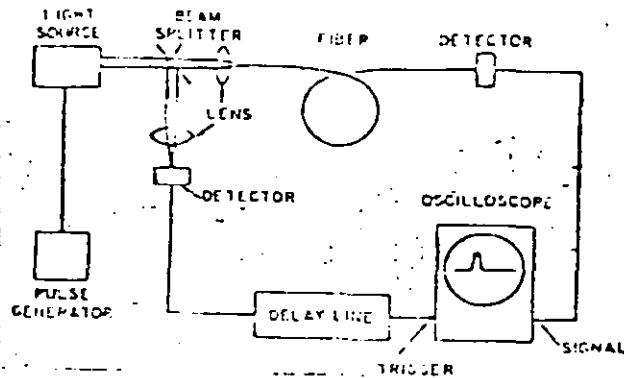 LIGHT
SOURCE
BEAM
SPLITTER
FIBER
DETECTOR
LENS
DETECTOR
OSCILLOSCOPE
PULSE
GENERATOR
DELAY LINE
TRIGGER
SIGNAL